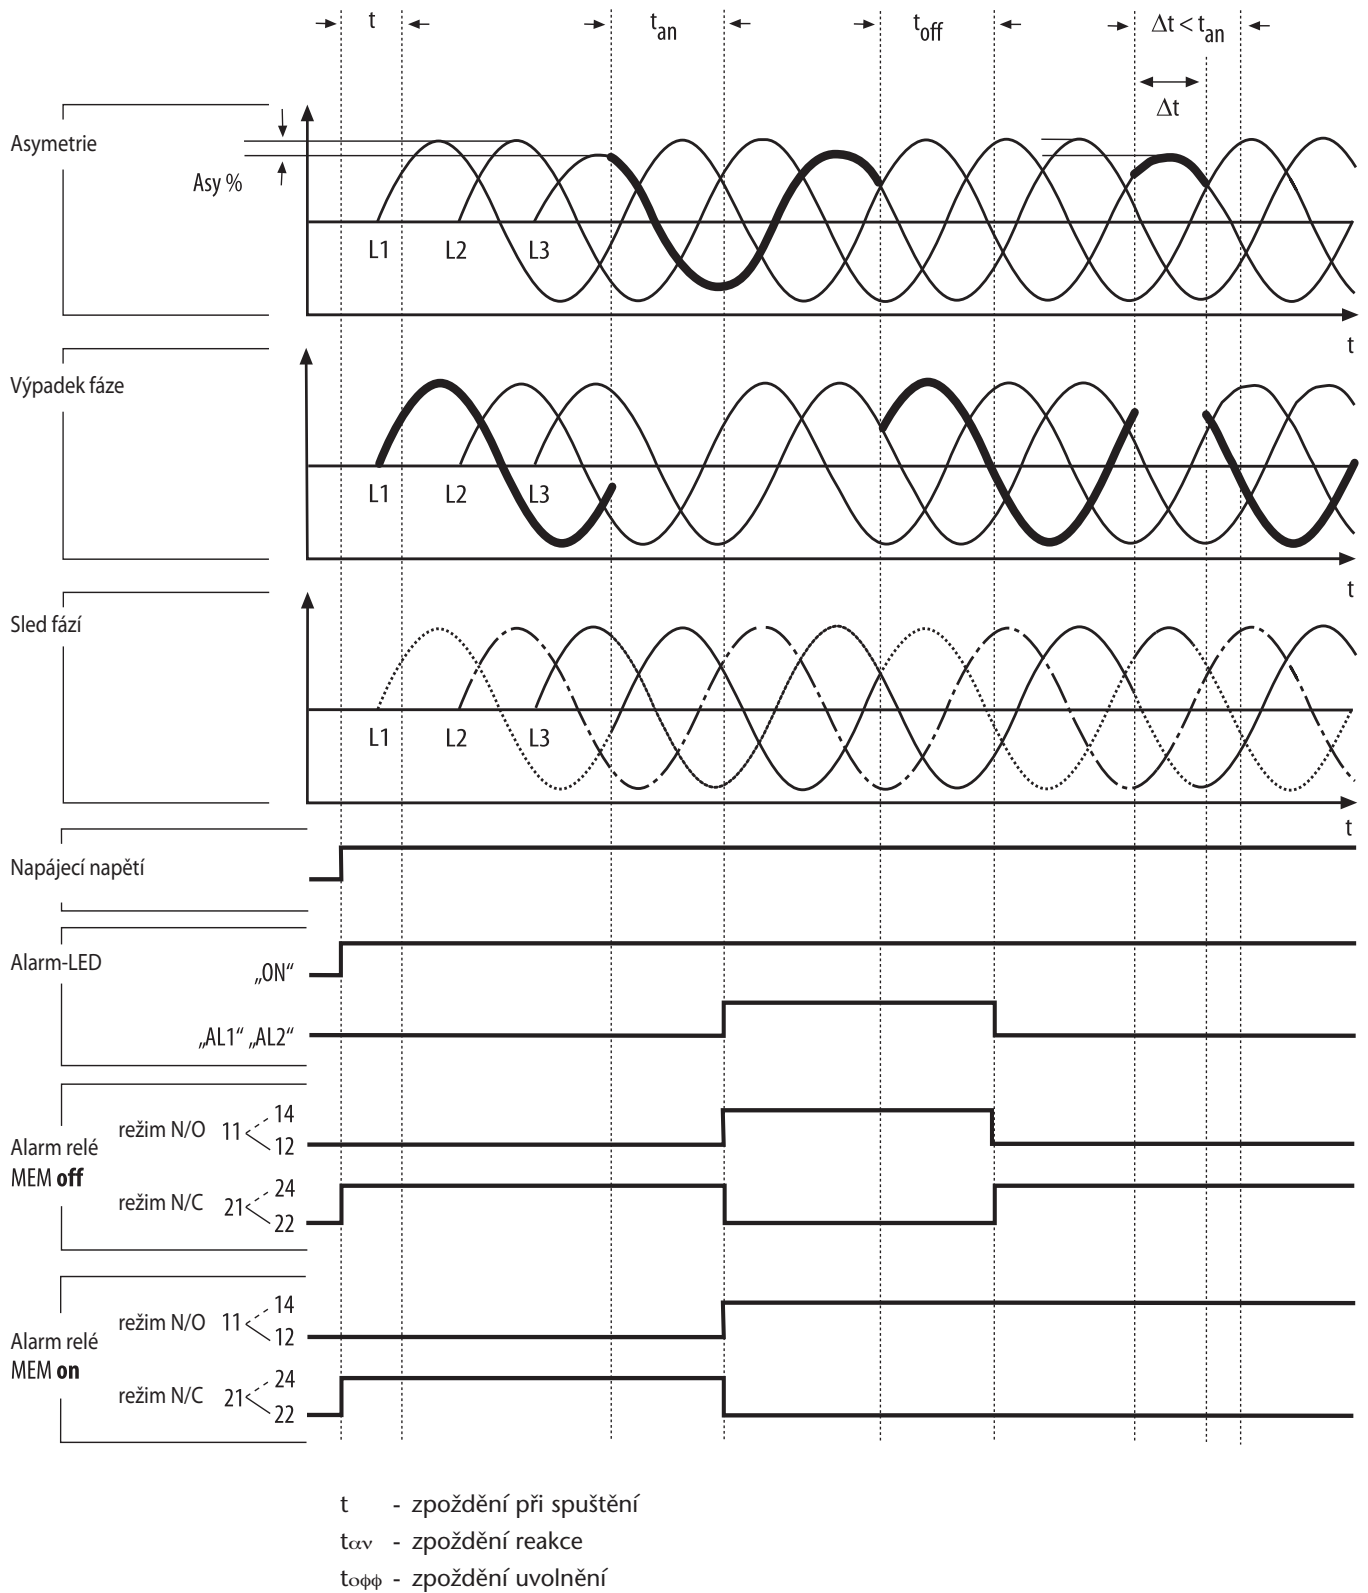 t
tan
toff
Δt < tan
Δt
Asymetrie
Asy %
L1 L2 L3
t
Výpadek fáze
L1 L2 L3
t
Sled fází
L1 L2 L3
t
Napájecí napětí
Alarm-LED
„ON“
„AL1“ „AL2“
Alarm relé
MEM off
režim N/O 11 14
12
režim N/C 21 24
22
Alarm relé
MEM on
režim N/O 11 14
12
režim N/C 21 24
22
t - zpoždění při spuštění
tαν - zpoždění reakce
tοφφ - zpoždění uvolnění